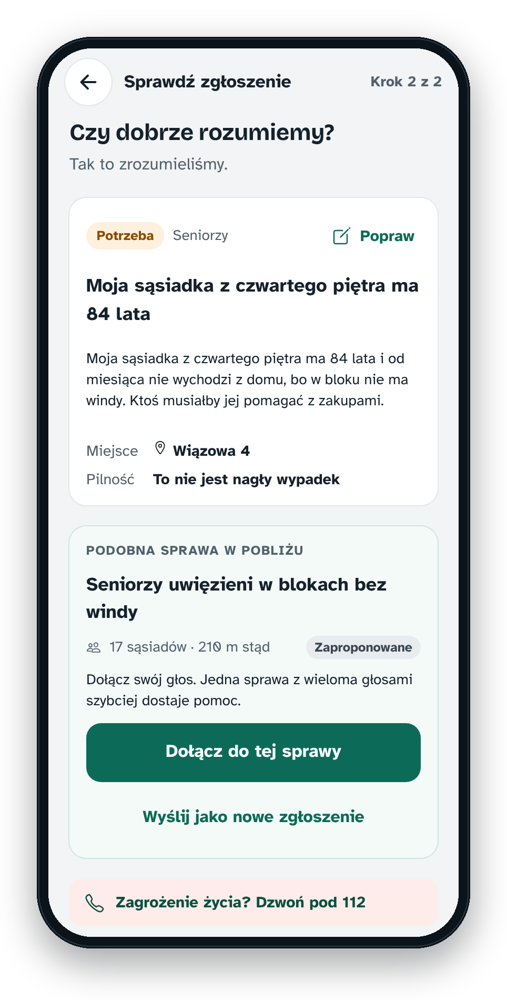 Sprawdź zgłoszenie
Krok 2 z 2
Czy dobrze rozumiemy?
Tak to zrozumieliśmy.
Potrzeba
Seniorzy
Popraw
Moja sąsiadka z czwartego piętra ma
84 lata
Moja sąsiadka z czwartego piętra ma 84 lata i od
miesiąca nie wychodzi z domu, bo w bloku nie ma
windy. Ktoś musiałby jej pomagać z zakupami.
Miejsce
Wiązowa 4
Pilność
To nie jest nagły wypadek
PODOBNA SPRAWA W POBLIŻU
Seniorzy uwięzieni w blokach bez
windy
17 sąsiadów · 210 m stąd
Zaproponowane
Dołącz swój głos. Jedna sprawa z wieloma głosami
szybciej dostaje pomoc.
Dołącz do tej sprawy
Wyślij jako nowe zgłoszenie
Zagrożenie życia? Dzwoń pod 112